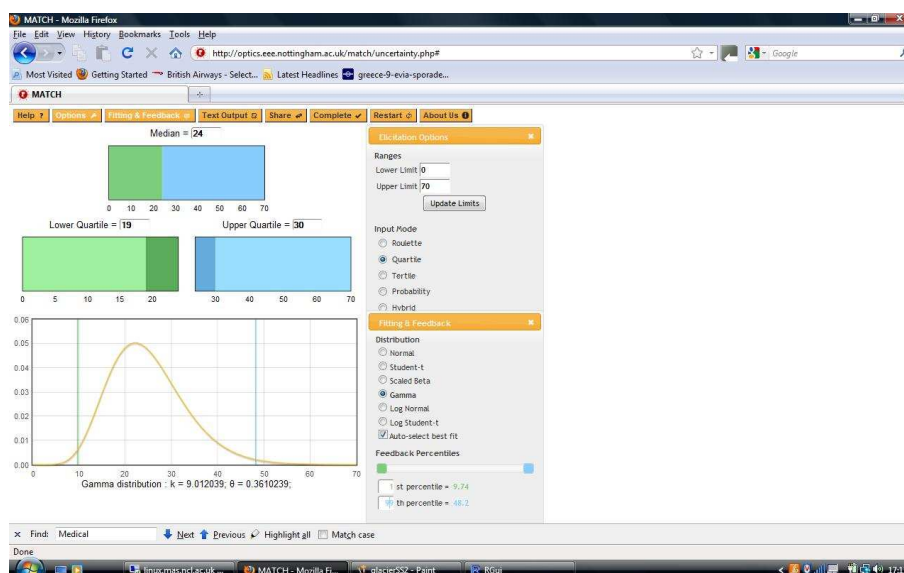 MATCH - Mozilla Firefox
File Edit View History Bookmarks Tools Help
http://optics.eee.nottingham.ac.uk/match/uncertainty.php#
Google
Most Visited Getting Started British Airways - Select... Latest Headlines greece-9-evia-sporade...
MATCH
Help ? Options Fitting & Feedback Text Output Share Complete Restart About Us
Median = 24
0 10 20 30 40 50 60 70
Lower Quartile = 19
Upper Quartile = 30
0 5 10 15 20
30 40 50 60 70
0.06
0.05
0.04
0.03
0.02
0.01
0.00
0 10 20 30 40 50 60 70
Gamma distribution : k = 9.012039; θ = 0.3610239;
Elicitation Options
Ranges
Lower Limit 0
Upper Limit 70
Update Limits
Input Mode
Roulette
Quartile
Tertile
Probability
Hybrid
Fitting & Feedback
Distribution
Normal
Student-t
Scaled Beta
Gamma
Log Normal
Log Student-t
Auto-select best fit
Feedback Percentiles
1 st percentile = 9.74
99 th percentile = 48.2
x Find: Medical Next Previous Highlight all Match case
Done
linux.mas.ncl.ac.uk ... MATCH - Mozilla Fi... glacierSS2 - Paint RGui